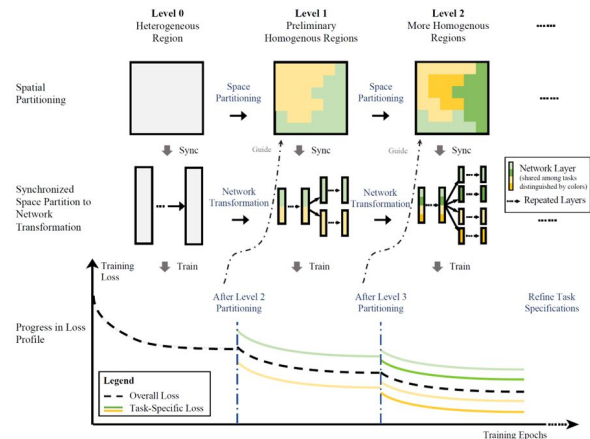 Level 0
Heterogeneous
Region
Level 1
Preliminary
Homogenous Regions
Level 2
More Homogenous
Regions
......
Spatial
Partitioning
Space
Partitioning
Space
Partitioning
......
Sync
Guide
Sync
Guide
Sync
Synchronized
Space Partition to
Network
Transformation
Network
Transformation
Network
Transformation
Network Layer
(shared among tasks
distinguished by colors)
Repeated Layers
......
Train
Train
Train
Training
Loss
After Level 2
Partitioning
After Level 3
Partitioning
Refine Task
Specifications
Progress in Loss
Profile
Legend
Overall Loss
Task-Specific Loss
Training Epochs
......